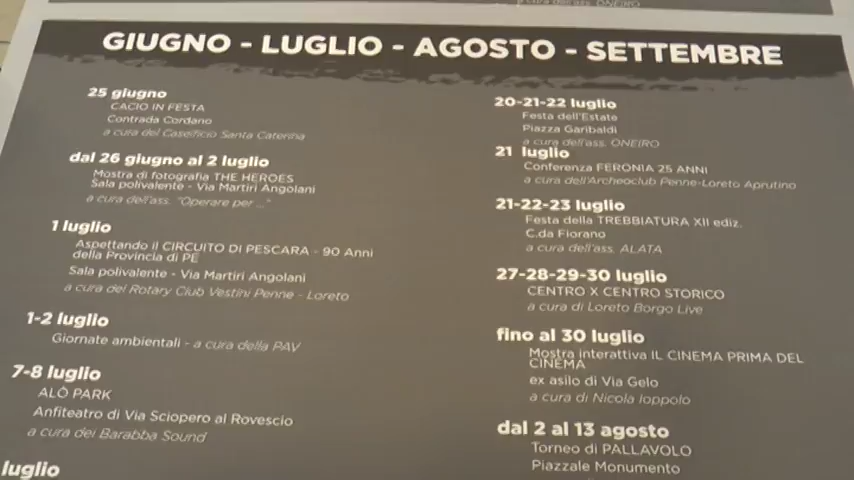 a cura dell'ass. ONEIRO
GIUGNO - LUGLIO - AGOSTO - SETTEMBRE
25 giugno
CACIO IN FESTA
Contrada Cordano
a cura del Caseificio Santa Caterina
dal 26 giugno al 2 luglio
Mostra di fotografia THE HEROES
Sala polivalente - Via Martiri Angolani
a cura dell'ass. "Operare per ..."
1 luglio
Aspettando il CIRCUITO DI PESCARA - 90 Anni
della Provincia di PE
Sala polivalente - Via Martiri Angolani
a cura del Rotary Club Vestini Penne - Loreto
1-2 luglio
Giornate ambientali - a cura della PAV
7-8 luglio
ALÒ PARK
Anfiteatro di Via Sciopero al Rovescio
a cura dei Barabba Sound
luglio
20-21-22 luglio
Festa dell'Estate
Piazza Garibaldi
a cura dell'ass. ONEIRO
21 luglio
Conferenza FERONIA 25 ANNI
a cura dell'Archeoclub Penne-Loreto Aprutino
21-22-23 luglio
Festa della TREBBIATURA XII ediz.
C.da Fiorano
a cura dell'ass. ALATA
27-28-29-30 luglio
CENTRO X CENTRO STORICO
a cura di Loreto Borgo Live
fino al 30 luglio
Mostra interattiva IL CINEMA PRIMA DEL
CINEMA
ex asilo di Via Gelo
a cura di Nicola Ioppolo
dal 2 al 13 agosto
Torneo di PALLAVOLO
Piazzale Monumento